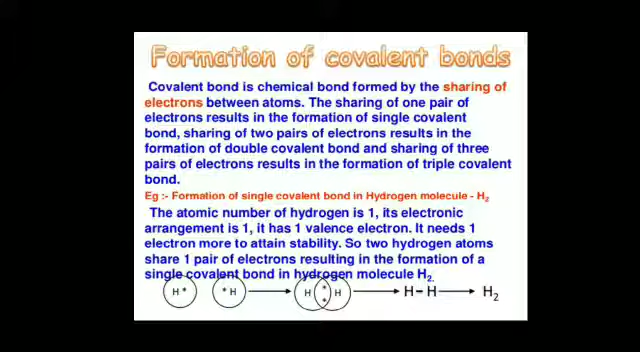 Formation of covalent bonds
Covalent bond is chemical bond formed by the sharing of
electrons between atoms. The sharing of one pair of
electrons results in the formation of single covalent
bond, sharing of two pairs of electrons results in the
formation of double covalent bond and sharing of three
pairs of electrons results in the formation of triple covalent
bond.
Eg :- Formation of single covalent bond in Hydrogen molecule - H₂
The atomic number of hydrogen is 1, its electronic
arrangement is 1, it has 1 valence electron. It needs 1
electron more to attain stability. So two hydrogen atoms
share 1 pair of electrons resulting in the formation of a
single covalent bond in hydrogen molecule H₂.
H * * H H * * H H – H H₂